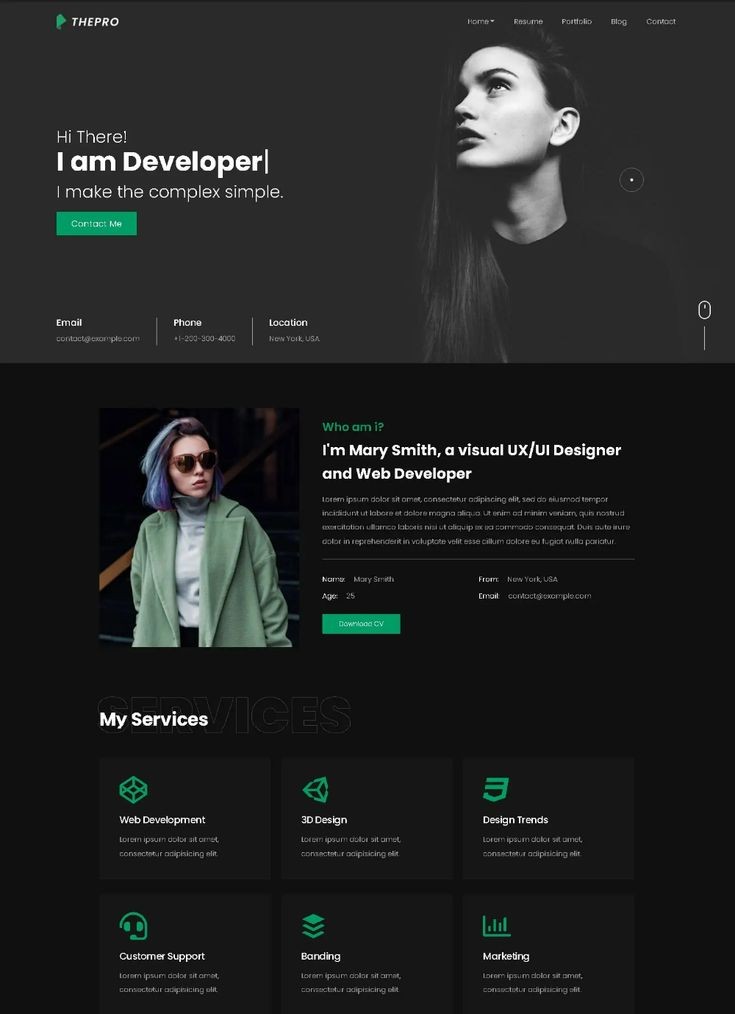 THEPRO
Home Resume Portfolio Blog Contact
Hi There!
I am Developer|
I make the complex simple.
Contact Me
Email Phone Location
contact@example.com +1-200-300-4000 New York, USA
Who am i?
I'm Mary Smith, a visual UX/UI Designer
and Web Developer
Lorem ipsum dolor sit amet, consectetur adipiscing elit, sed do eiusmod tempor
incididunt ut labore et dolore magna aliqua. Ut enim ad minim veniam, quis nostrud
exercitation ullamco laboris nisi ut aliquip ex ea commodo consequat. Duis aute irure
dolor in reprehenderit in voluptate velit esse cillum dolore eu fugiat nulla pariatur.
Name: Mary Smith From: New York, USA
Age: 25 Email: contact@example.com
Download CV
SERVICES
My Services
Web Development 3D Design Design Trends
Lorem ipsum dolor sit amet, Lorem ipsum dolor sit amet, Lorem ipsum dolor sit amet,
consectetur adipisicing elit. consectetur adipisicing elit. consectetur adipisicing elit.
Customer Support Banding Marketing
Lorem ipsum dolor sit amet, Lorem ipsum dolor sit amet, Lorem ipsum dolor sit amet,
consectetur adipisicing elit. consectetur adipisicing elit. consectetur adipisicing elit.